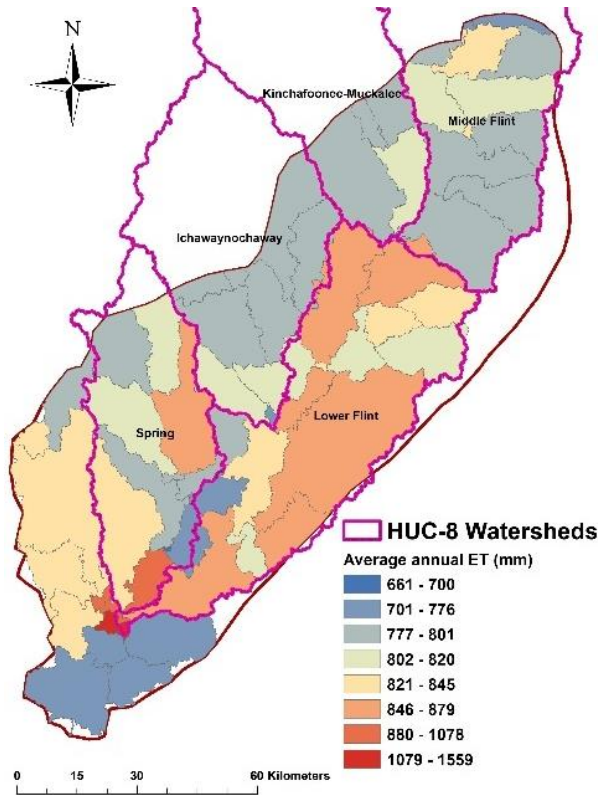 N
Kinchafoonee-Muckalee
Middle Flint
Ichawaynochaway
Spring
Lower Flint
HUC-8 Watersheds
Average annual ET (mm)
661 - 700
701 - 776
777 - 801
802 - 820
821 - 845
846 - 879
880 - 1078
1079 - 1559
0 15 30 60 Kilometers